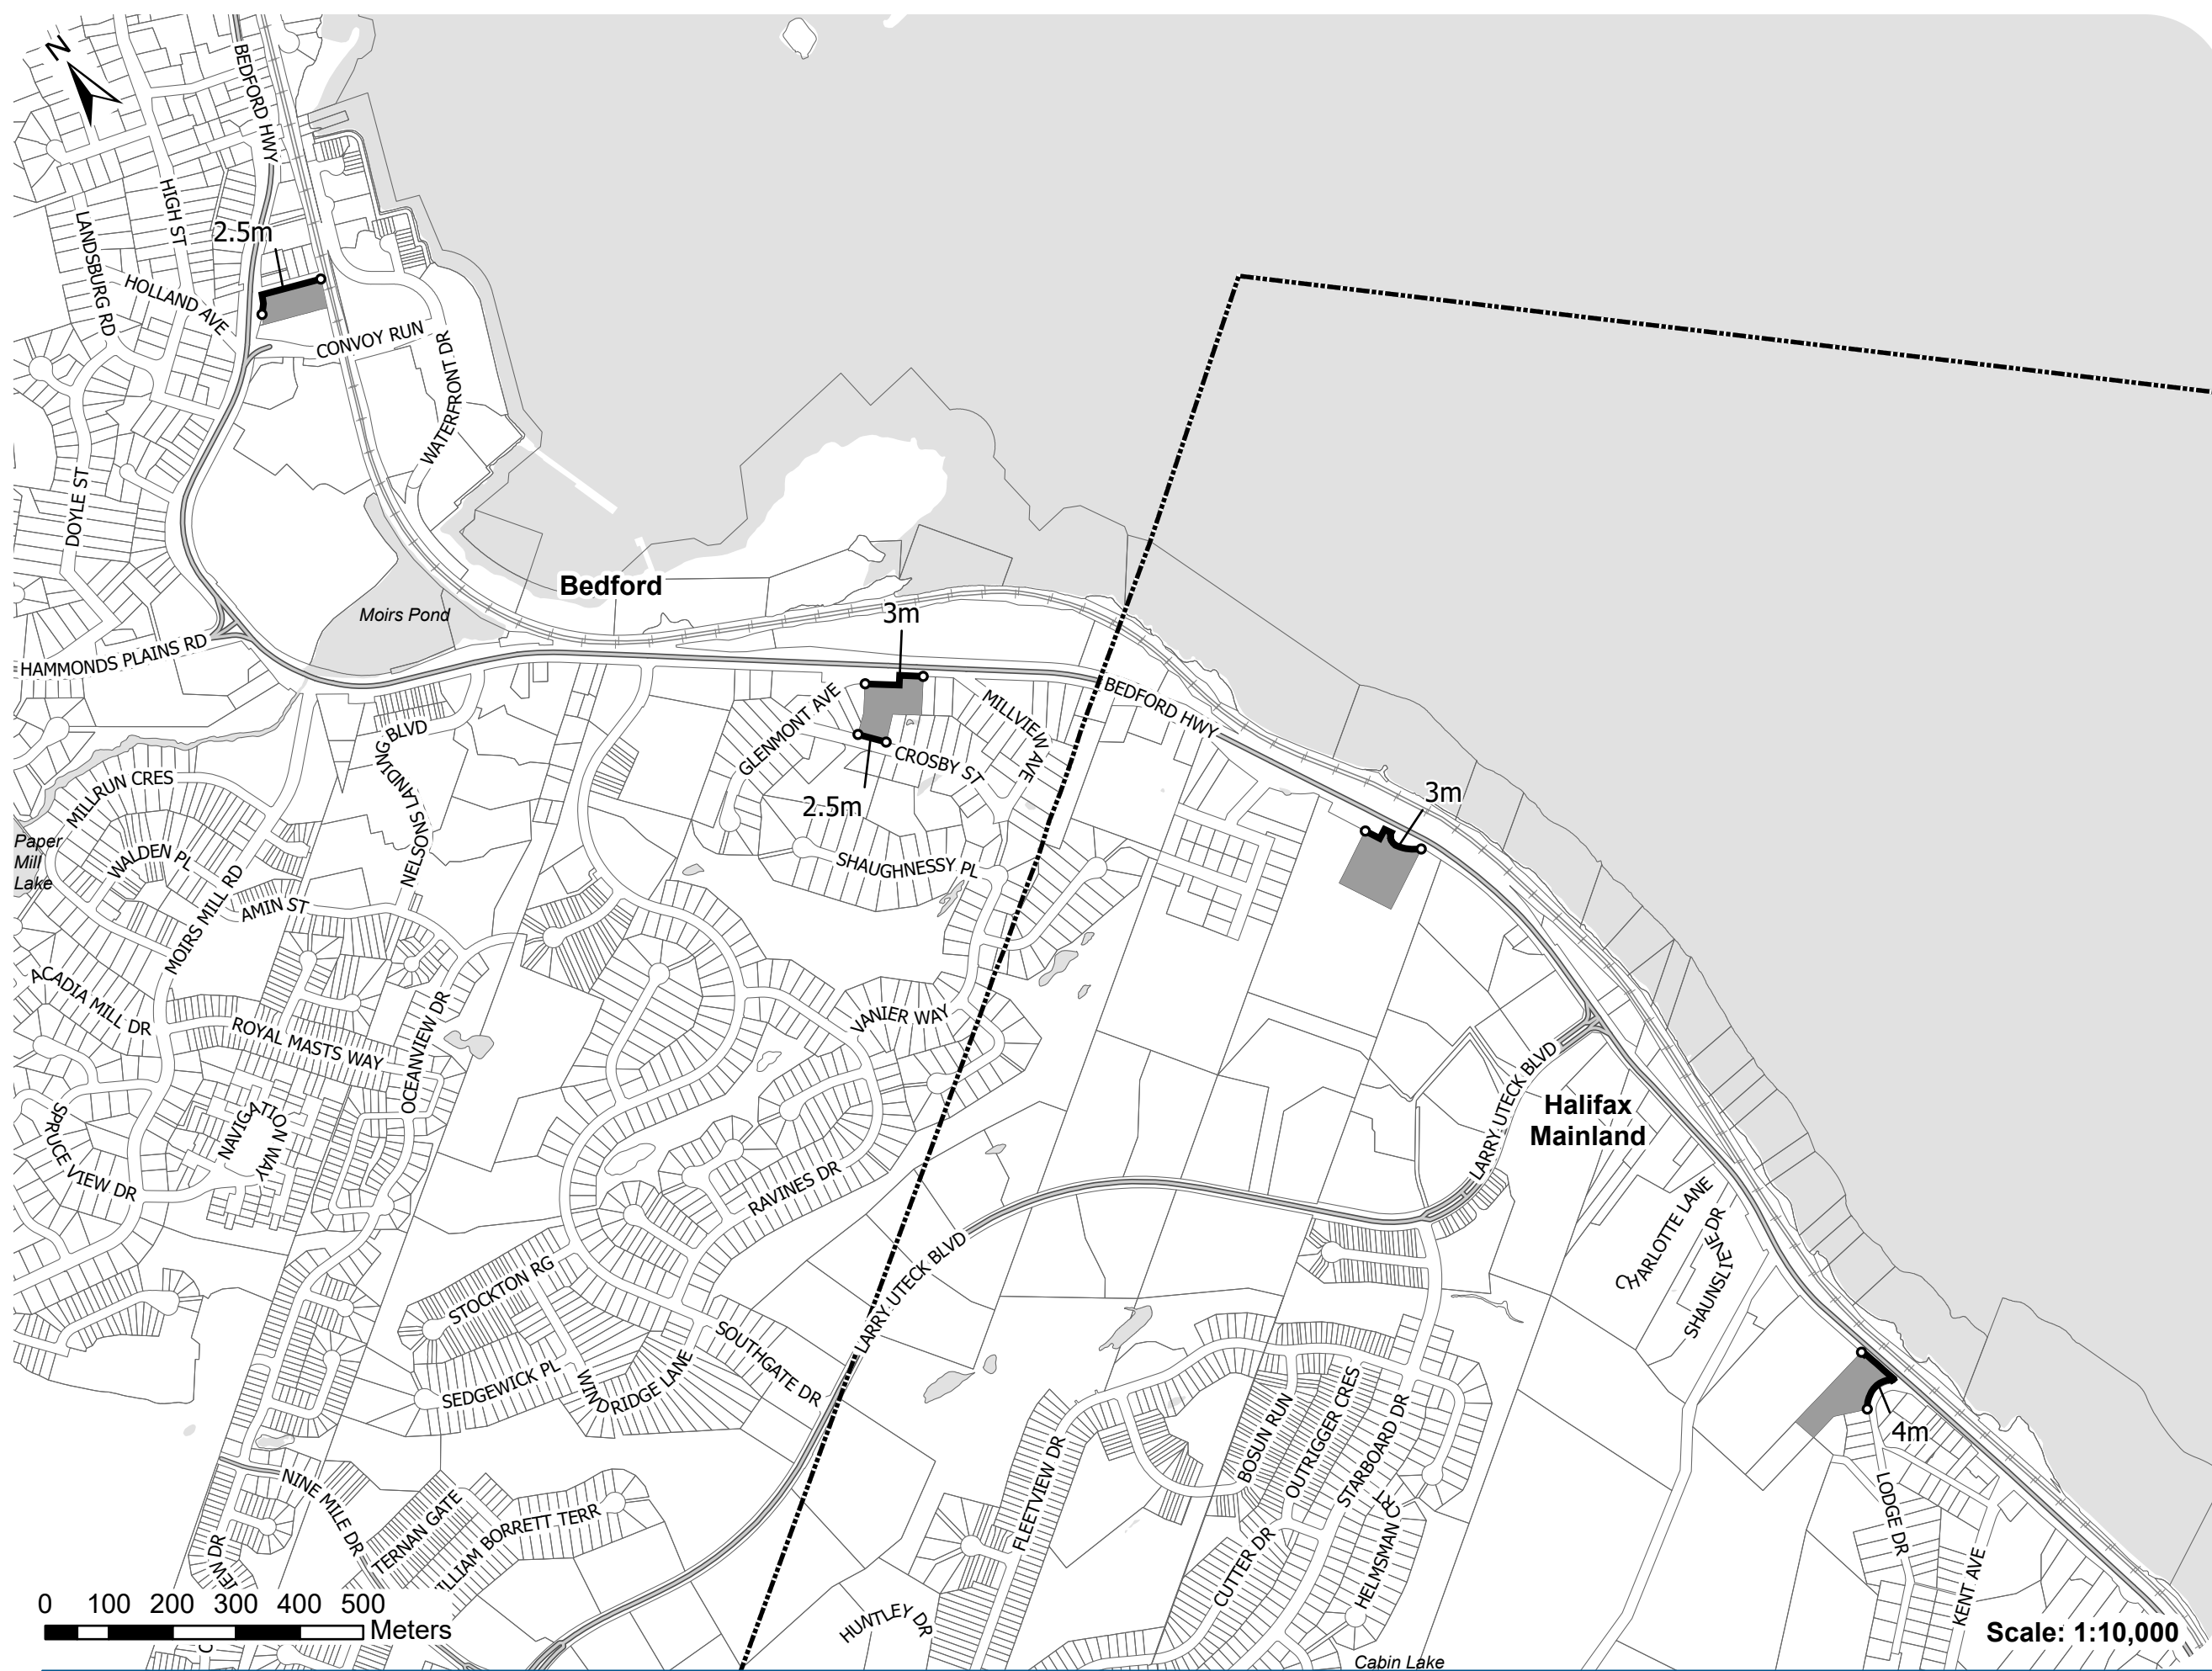 N
BEDFORD HWY
HIGH ST
LANDSBURG RD
2.5m
HOLLAND AVE
CONVOY RUN
WATERFRONT DR
DOYLE ST
Moirs Pond
Bedford
HAMMONDS PLAINS RD
3m
GLENMONT AVE
MILLVIEW AVE
CROSBY ST
2.5m
BEDFORD HWY
3m
NELSONS LANDING BLVD
MILLRUN CRES
Paper
Mill
Lake
WALDEN PL
MOIRS MILL RD
AMIN ST
SHAUGHNESSY PL
ACADIA MILL DR
ROYAL MASTS WAY
OCEANVIEW DR
VANIER WAY
LARRY UTECK BLVD
Halifax
Mainland
SPRUCE VIEW DR
NAVIGATION WAY
RAVINES DR
CHARLOTTE LANE
SHAUNSLIEVE DR
LARRY UTECK BLVD
STOCKTON RG
SOUTHGATE DR
SEDGEWICK PL
WINDRIDGE LANE
BOSUN RUN
OUTRIGGER CRES
STARBOARD DR
4m
FLEETVIEW DR
LODGE DR
HELMSMAN CRT
CUTTER DR
KENT AVE
NINE MILE DR
TERNAN GATE
ILLIAM BORRETT TERR
IEW DR
HUNTLEY DR
0 100 200 300 400 500
Meters
Scale: 1:10,000
Cabin Lake